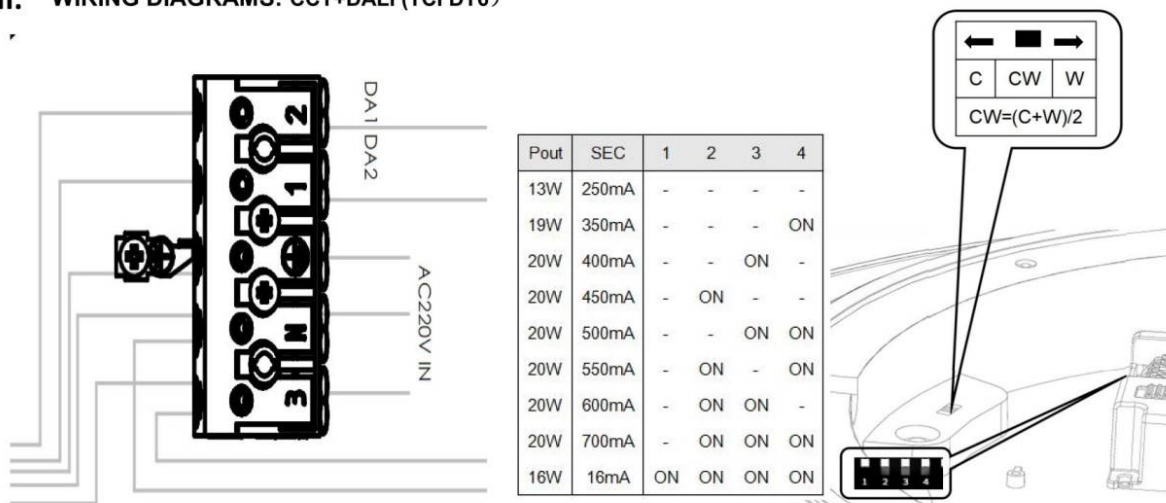 WIRING DIAGRAMS: CCT+DALI (TCI DT6）
2
1
N
3
DA1 DA2
AC220V IN
Pout SEC 1 2 3 4
13W 250mA - - - -
19W 350mA - - - ON
20W 400mA - - ON -
20W 450mA - ON - -
20W 500mA - - ON ON
20W 550mA - ON - ON
20W 600mA - ON ON -
20W 700mA - ON ON ON
16W 16mA ON ON ON ON
C CW W
CW=(C+W)/2
1 2 3 4